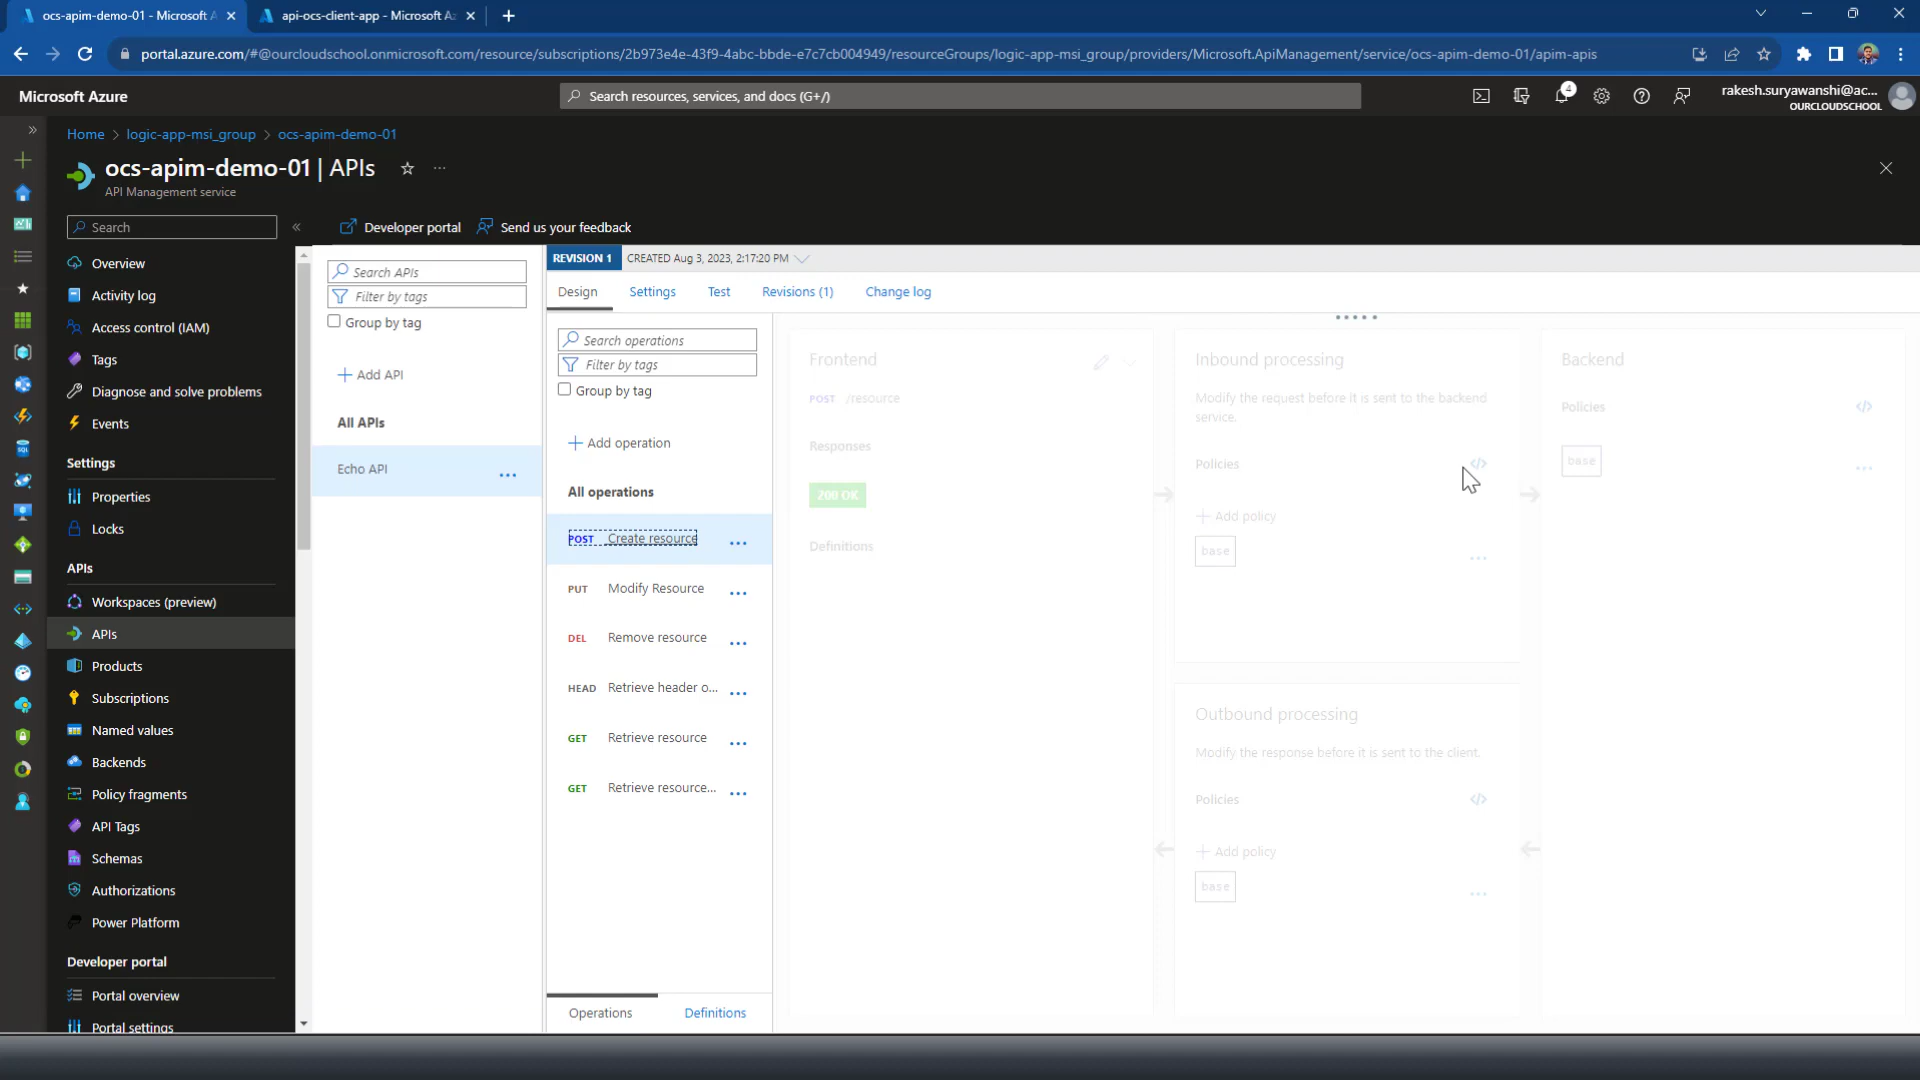 ocs-apim-demo-01 - Microsoft A
api-ocs-client-app - Microsoft Az
portal.azure.com/#@ourcloudschool.onmicrosoft.com/resource/subscriptions/2b973e4e-43f9-4abc-bbde-e7c7cb004949/resourceGroups/logic-app-msi_group/providers/Microsoft.ApiManagement/service/ocs-apim-demo-01/apim-apis
Microsoft Azure
Search resources, services, and docs (G+/)
4
rakesh.suryawanshi@ac...
OURCLOUDSCHOOL
Home > logic-app-msi_group > ocs-apim-demo-01
ocs-apim-demo-01 | APIs
API Management service
Search
Developer portal
Send us your feedback
Overview
Activity log
Access control (IAM)
Tags
Diagnose and solve problems
Events
Settings
Properties
Locks
APIs
Workspaces (preview)
APIs
Products
Subscriptions
Named values
Backends
Policy fragments
API Tags
Schemas
Authorizations
Power Platform
Developer portal
Portal overview
Portal settings
Search APIs
Filter by tags
Group by tag
+ Add API
All APIs
Echo API
REVISION 1
CREATED Aug 3, 2023, 2:17:20 PM
Design
Settings
Test
Revisions (1)
Change log
Search operations
Filter by tags
Group by tag
+ Add operation
All operations
POST Create resource
PUT Modify Resource
DEL Remove resource
HEAD Retrieve header o...
GET Retrieve resource
GET Retrieve resource...
Operations
Definitions
Frontend
POST /resource
Responses
200 OK
Definitions
Inbound processing
Modify the request before it is sent to the backend
service.
Policies
+ Add policy
base
Outbound processing
Modify the response before it is sent to the client.
Policies
+ Add policy
base
Backend
Policies
base